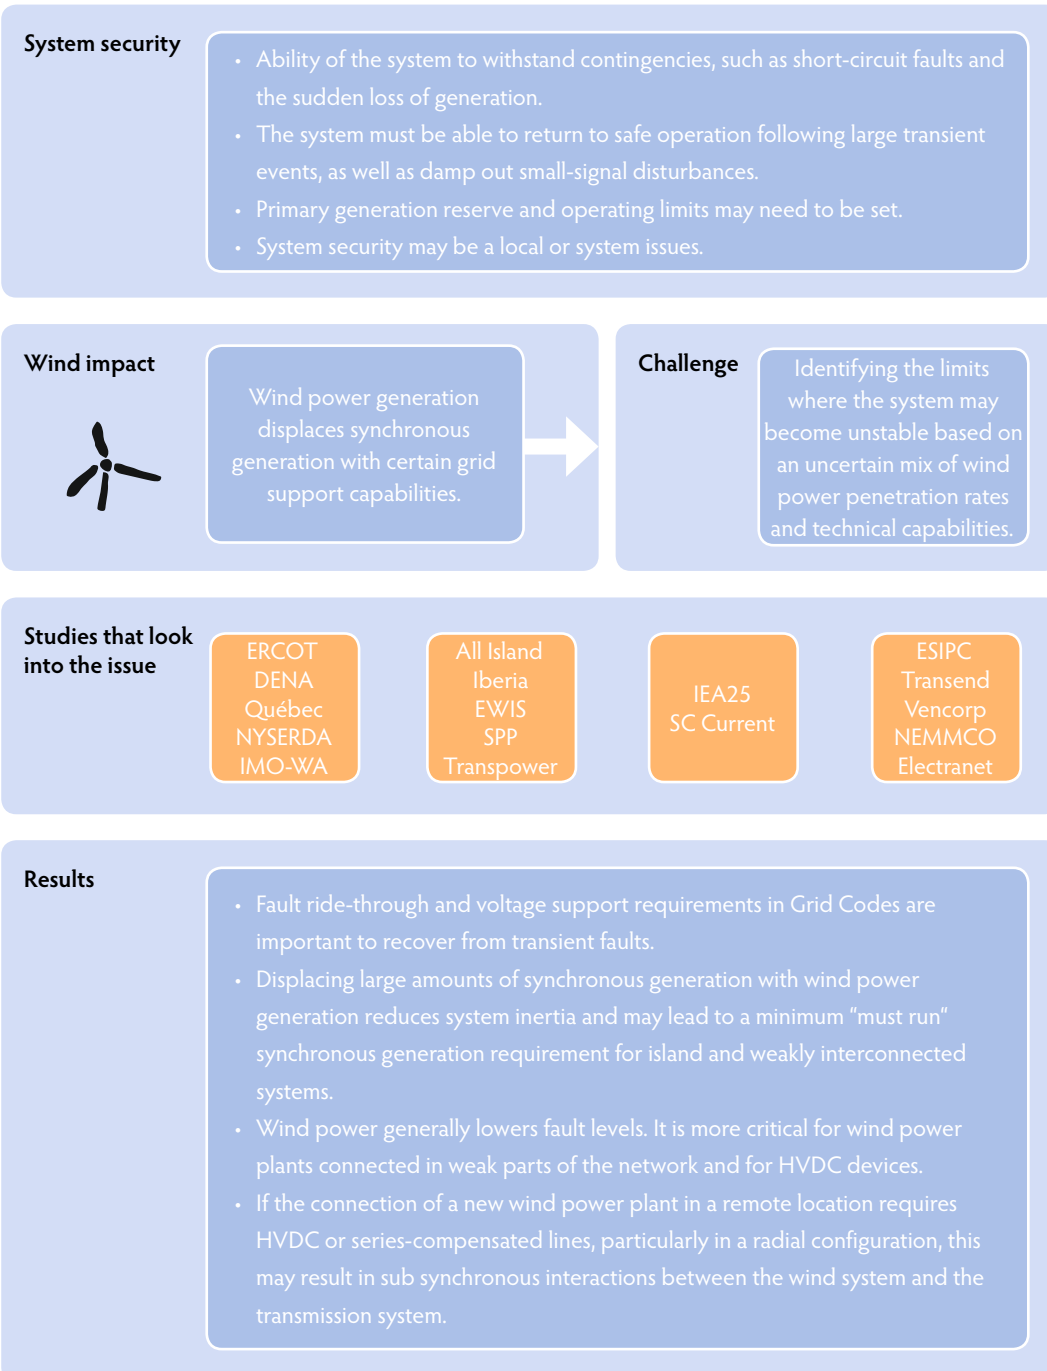 System security
• Ability of the system to withstand contingencies, such as short-circuit faults and
the sudden loss of generation.
• The system must be able to return to safe operation following large transient
events, as well as damp out small-signal disturbances.
• Primary generation reserve and operating limits may need to be set.
• System security may be a local or system issues.
Wind impact
Wind power generation
displaces synchronous
generation with certain grid
support capabilities.
Challenge
Identifying the limits
where the system may
become unstable based on
an uncertain mix of wind
power penetration rates
and technical capabilities.
Studies that look
into the issue
ERCOT
DENA
Québec
NYSERDA
IMO-WA
All Island
Iberia
EWIS
SPP
Transpower
IEA25
SC Current
ESIPC
Transend
Vencorp
NEMMCO
Electranet
Results
• Fault ride-through and voltage support requirements in Grid Codes are
important to recover from transient faults.
• Displacing large amounts of synchronous generation with wind power
generation reduces system inertia and may lead to a minimum “must run“
synchronous generation requirement for island and weakly interconnected
systems.
• Wind power generally lowers fault levels. It is more critical for wind power
plants connected in weak parts of the network and for HVDC devices.
• If the connection of a new wind power plant in a remote location requires
HVDC or series-compensated lines, particularly in a radial configuration, this
may result in sub synchronous interactions between the wind system and the
transmission system.